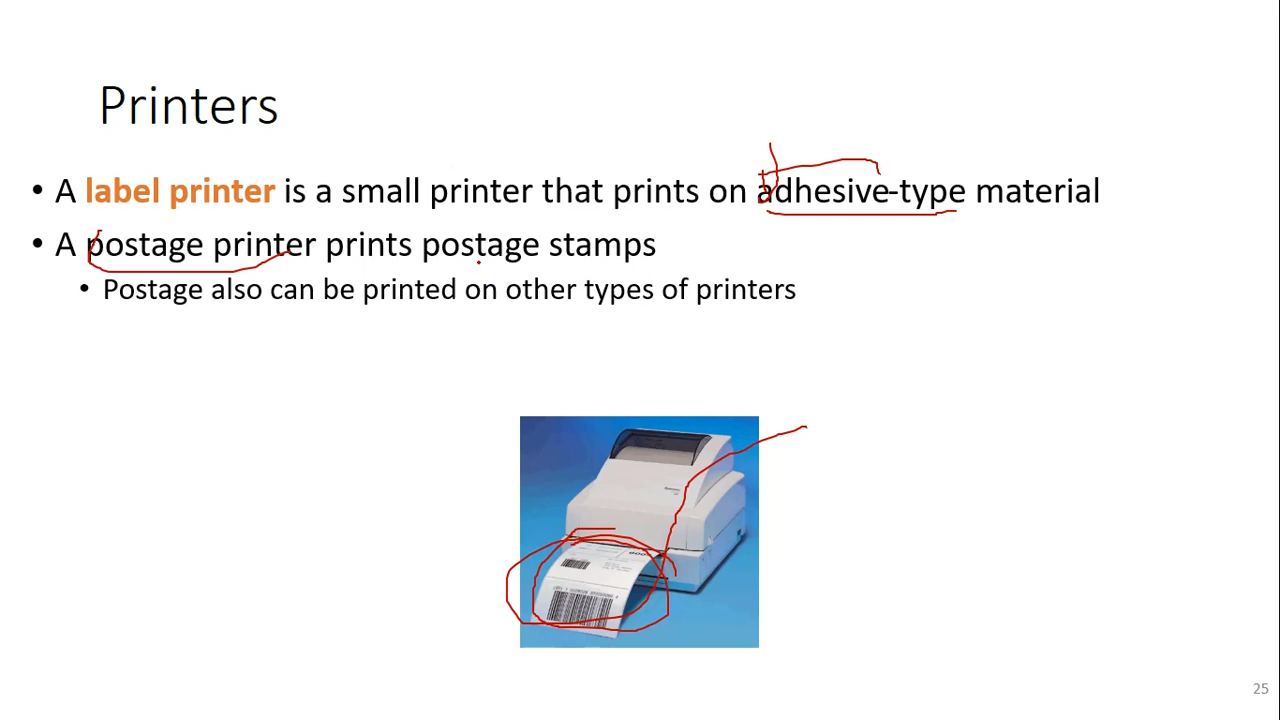 Printers
• A label printer is a small printer that prints on adhesive-type material
• A postage printer prints postage stamps
• Postage also can be printed on other types of printers
25